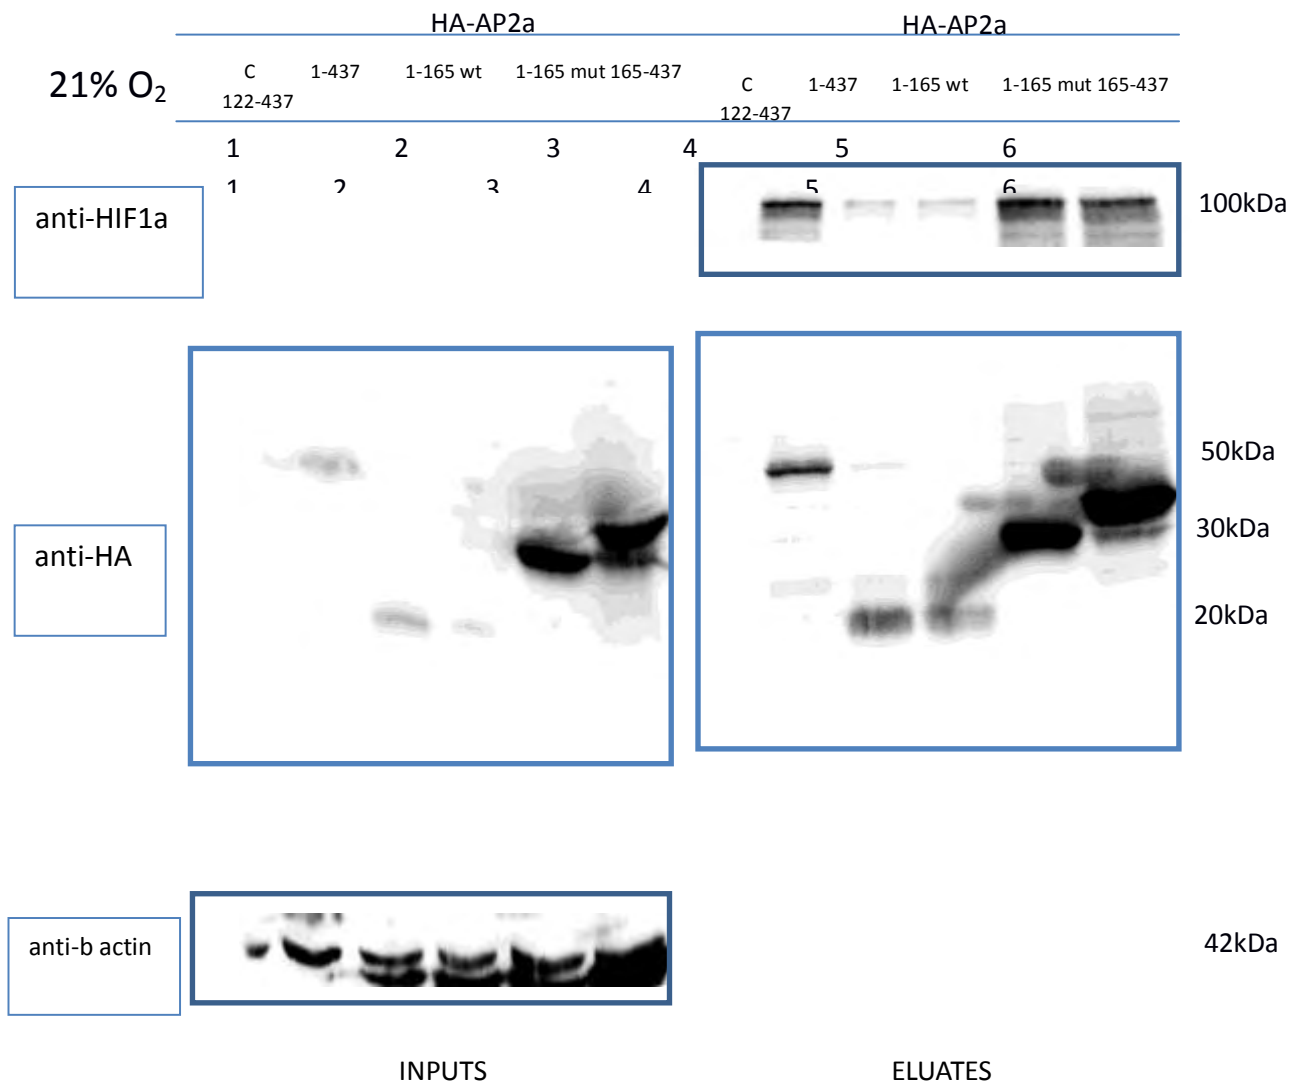 HA-AP2a HA-AP2a
21% O2
C 1-437 1-165 wt 1-165 mut 165-437
122-437
C 1-437 1-165 wt 1-165 mut 165-437
122-437
1 2 3 4 5 6
1 2 3 4 5 6
anti-HIF1a
100kDa
50kDa
30kDa
anti-HA
20kDa
anti-b actin
42kDa
INPUTS ELUATES